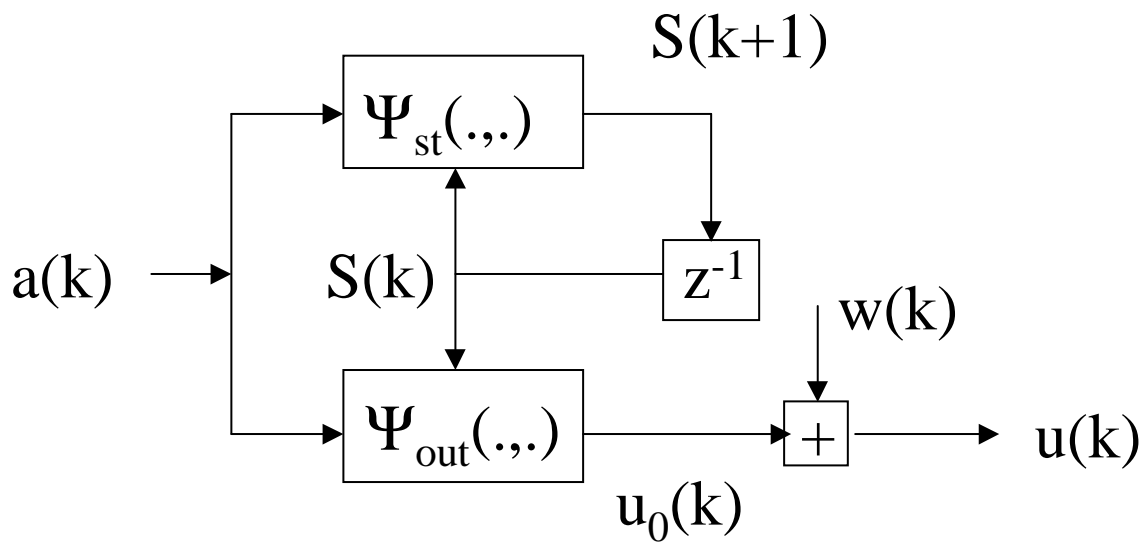 S(k+1)
Ψst(.,.)
a(k)
S(k)
z-1
w(k)
Ψout(.,.)
+
u(k)
u0(k)